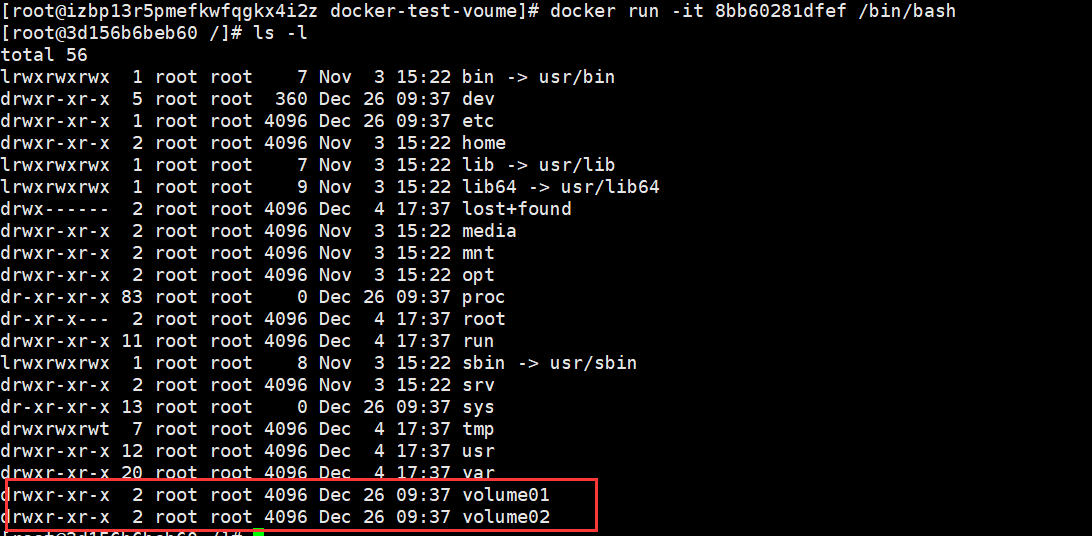 [root@izbp13r5pmefkwfqgkx4i2z docker-test-voume]# docker run -it 8bb60281dfef /bin/bash
[root@3d156b6beb60 /]# ls -l
total 56
lrwxrwxrwx  1 root root    7 Nov  3 15:22 bin -> usr/bin
drwxr-xr-x  5 root root  360 Dec 26 09:37 dev
drwxr-xr-x  1 root root 4096 Dec 26 09:37 etc
drwxr-xr-x  2 root root 4096 Nov  3 15:22 home
lrwxrwxrwx  1 root root    7 Nov  3 15:22 lib -> usr/lib
lrwxrwxrwx  1 root root    9 Nov  3 15:22 lib64 -> usr/lib64
drwx------  2 root root 4096 Dec  4 17:37 lost+found
drwxr-xr-x  2 root root 4096 Nov  3 15:22 media
drwxr-xr-x  2 root root 4096 Nov  3 15:22 mnt
drwxr-xr-x  2 root root 4096 Nov  3 15:22 opt
dr-xr-xr-x 83 root root    0 Dec 26 09:37 proc
dr-xr-x---  2 root root 4096 Dec  4 17:37 root
drwxr-xr-x 11 root root 4096 Dec  4 17:37 run
lrwxrwxrwx  1 root root    8 Nov  3 15:22 sbin -> usr/sbin
drwxr-xr-x  2 root root 4096 Nov  3 15:22 srv
dr-xr-xr-x 13 root root    0 Dec 26 09:37 sys
drwxrwxrwt  7 root root 4096 Dec  4 17:37 tmp
drwxr-xr-x 12 root root 4096 Dec  4 17:37 usr
drwxr-xr-x 20 root root 4096 Dec  4 17:37 var
drwxr-xr-x  2 root root 4096 Dec 26 09:37 volume01
drwxr-xr-x  2 root root 4096 Dec 26 09:37 volume02
[root@3d156b6beb60 /]#